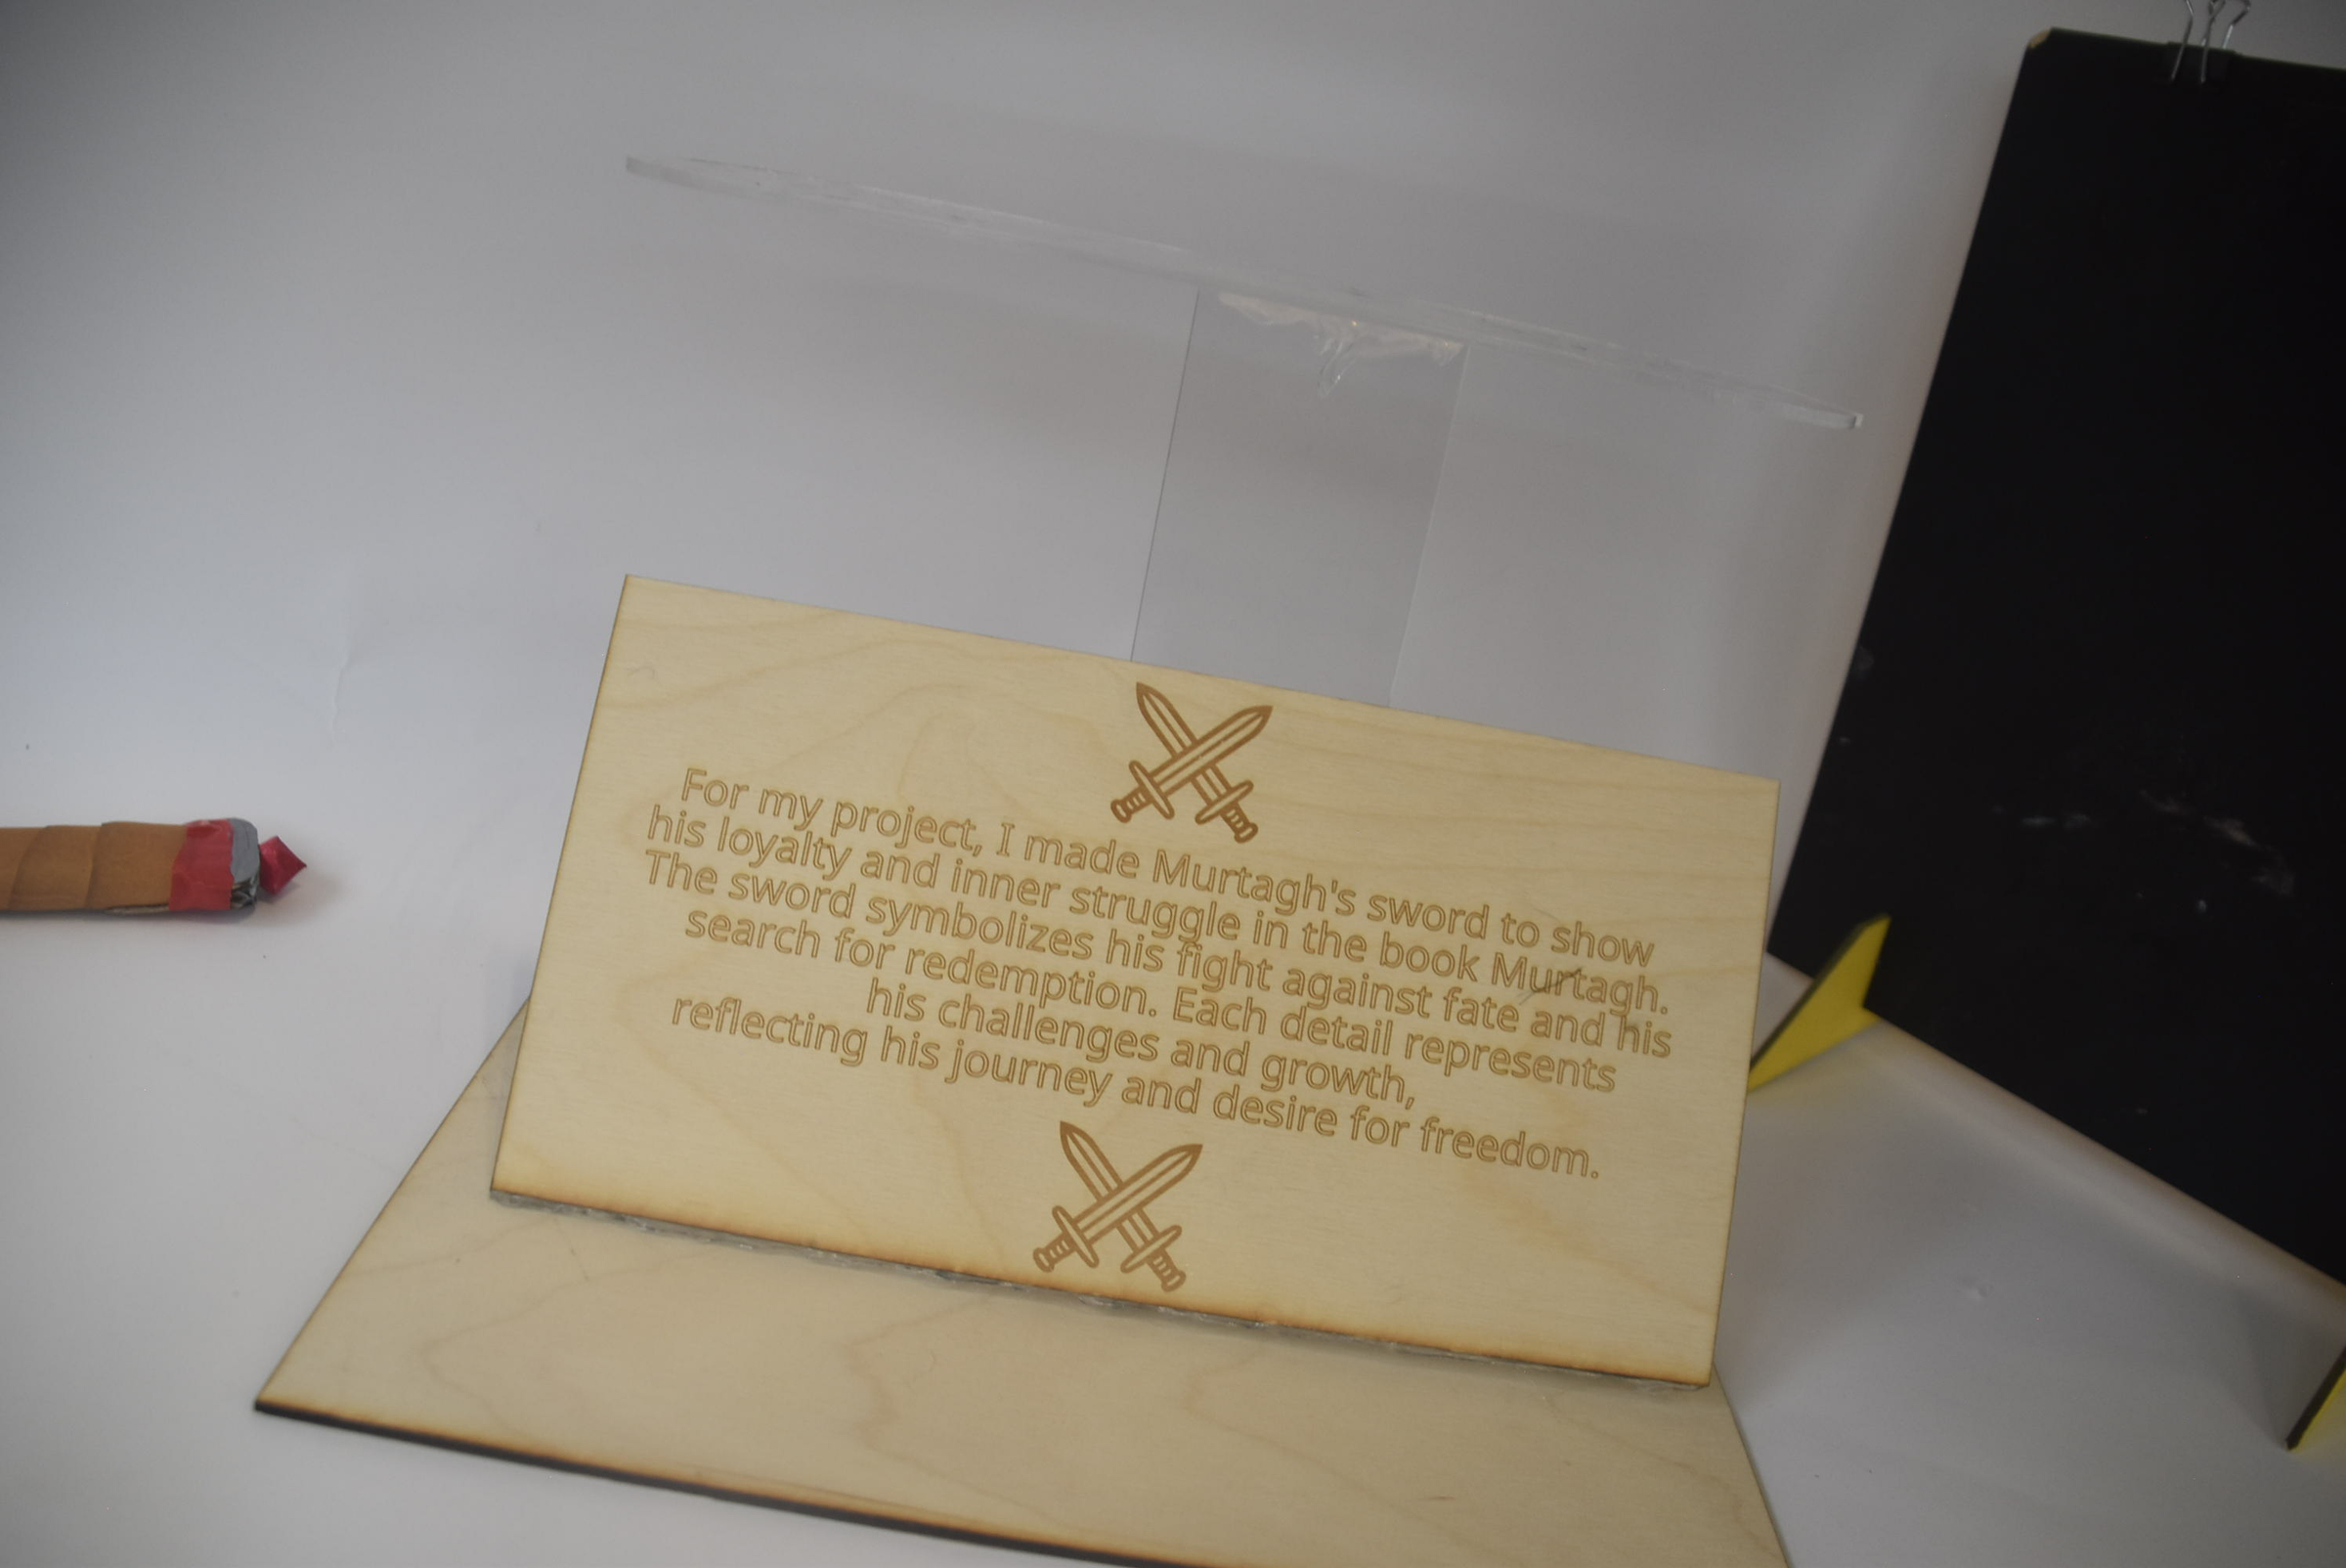 For my project, I made Murtagh's sword to show
his loyalty and inner struggle in the book Murtagh.
The sword symbolizes his fight against fate and his
search for redemption. Each detail represents
his challenges and growth,
reflecting his journey and desire for freedom.